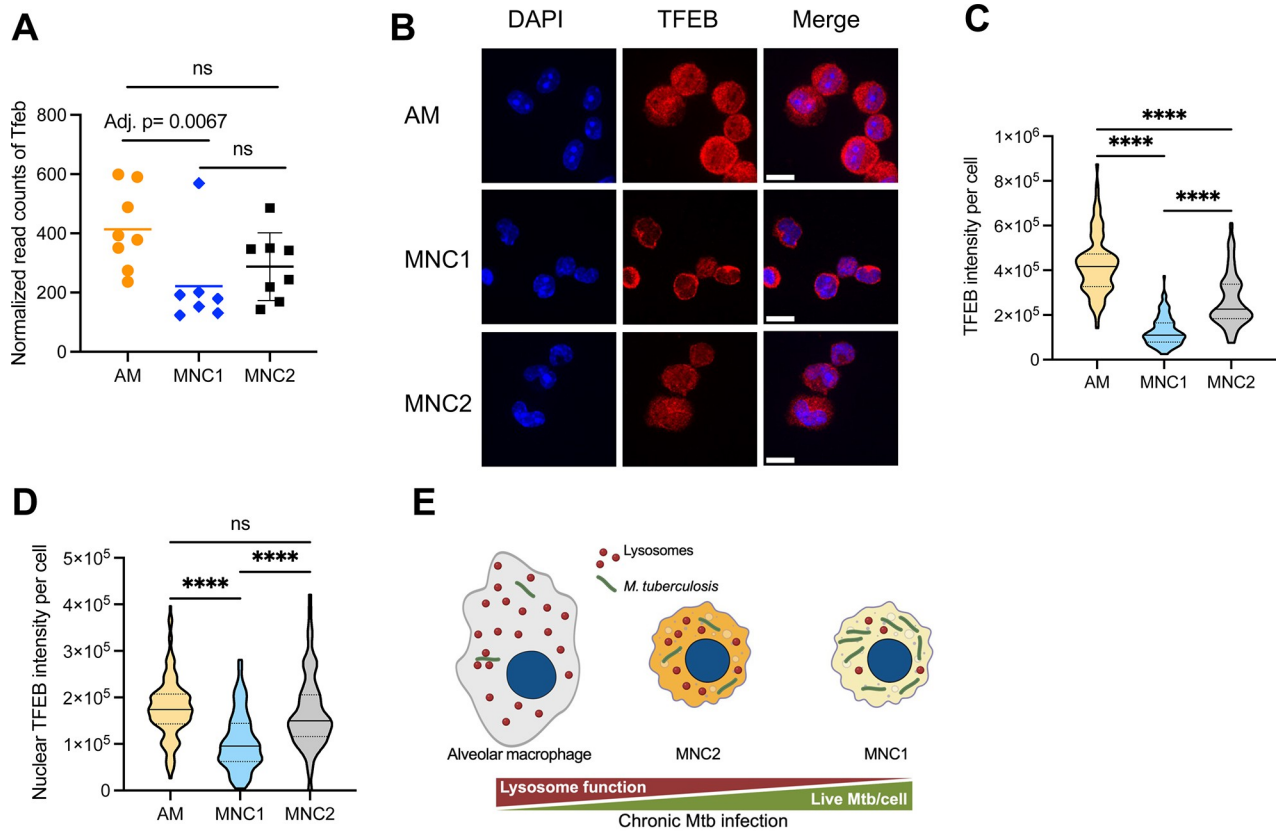 A
ns
Adj. p= 0.0067
ns
Normalized read counts of Tfeb
800
600
400
200
0
AM MNC1 MNC2
B
DAPI TFEB Merge
AM
MNC1
MNC2
C
****
****
****
TFEB intensity per cell
1×10⁶
8×10⁵
6×10⁵
4×10⁵
2×10⁵
0
AM MNC1 MNC2
D
ns
****
****
Nuclear TFEB intensity per cell
5×10⁵
4×10⁵
3×10⁵
2×10⁵
1×10⁵
0
AM MNC1 MNC2
E
Lysosomes
M. tuberculosis
Alveolar macrophage MNC2 MNC1
Lysosome function
Live Mtb/cell
Chronic Mtb infection